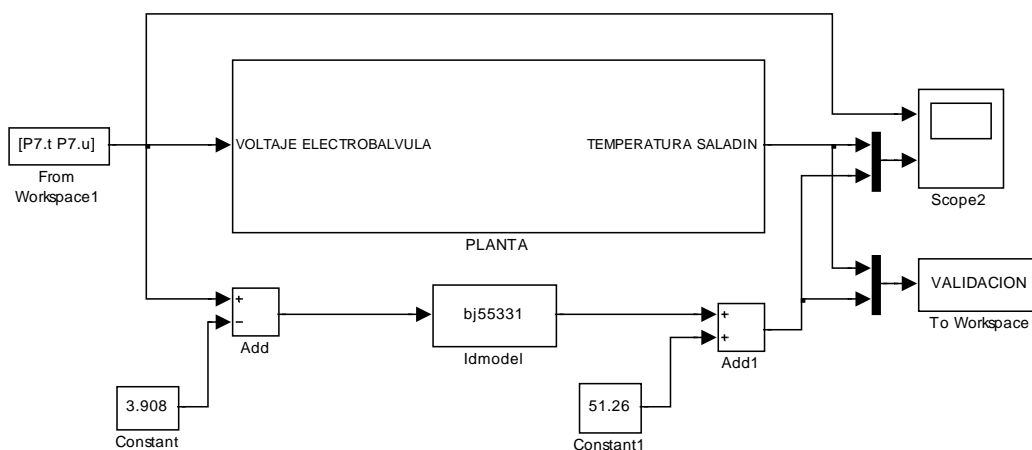 [P7.t P7.u]
From
Workspace1
VOLTAJE ELECTROBALVULA
TEMPERATURA SALADIN
PLANTA
Scope2
VALIDACION
To Workspace
+
−
Add
bj55331
Idmodel
+
+
Add1
3.908
Constant
51.26
Constant1